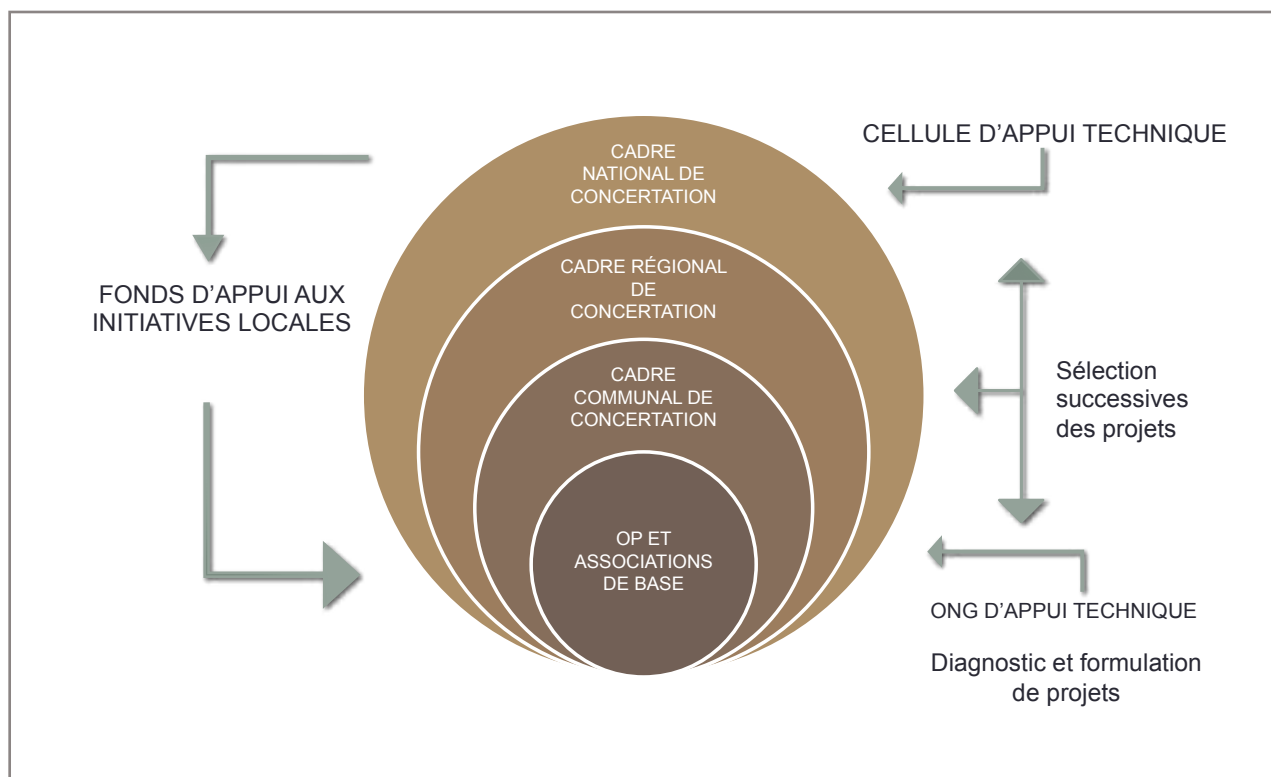 CADRE
NATIONAL DE
CONCERTATION
CADRE RÉGIONAL
DE
CONCERTATION
CADRE
COMMUNAL DE
CONCERTATION
OP ET
ASSOCIATIONS
DE BASE
FONDS D’APPUI AUX
INITIATIVES LOCALES
CELLULE D’APPUI TECHNIQUE
Sélection
successives
des projets
ONG D’APPUI TECHNIQUE
Diagnostic et formulation
de projets